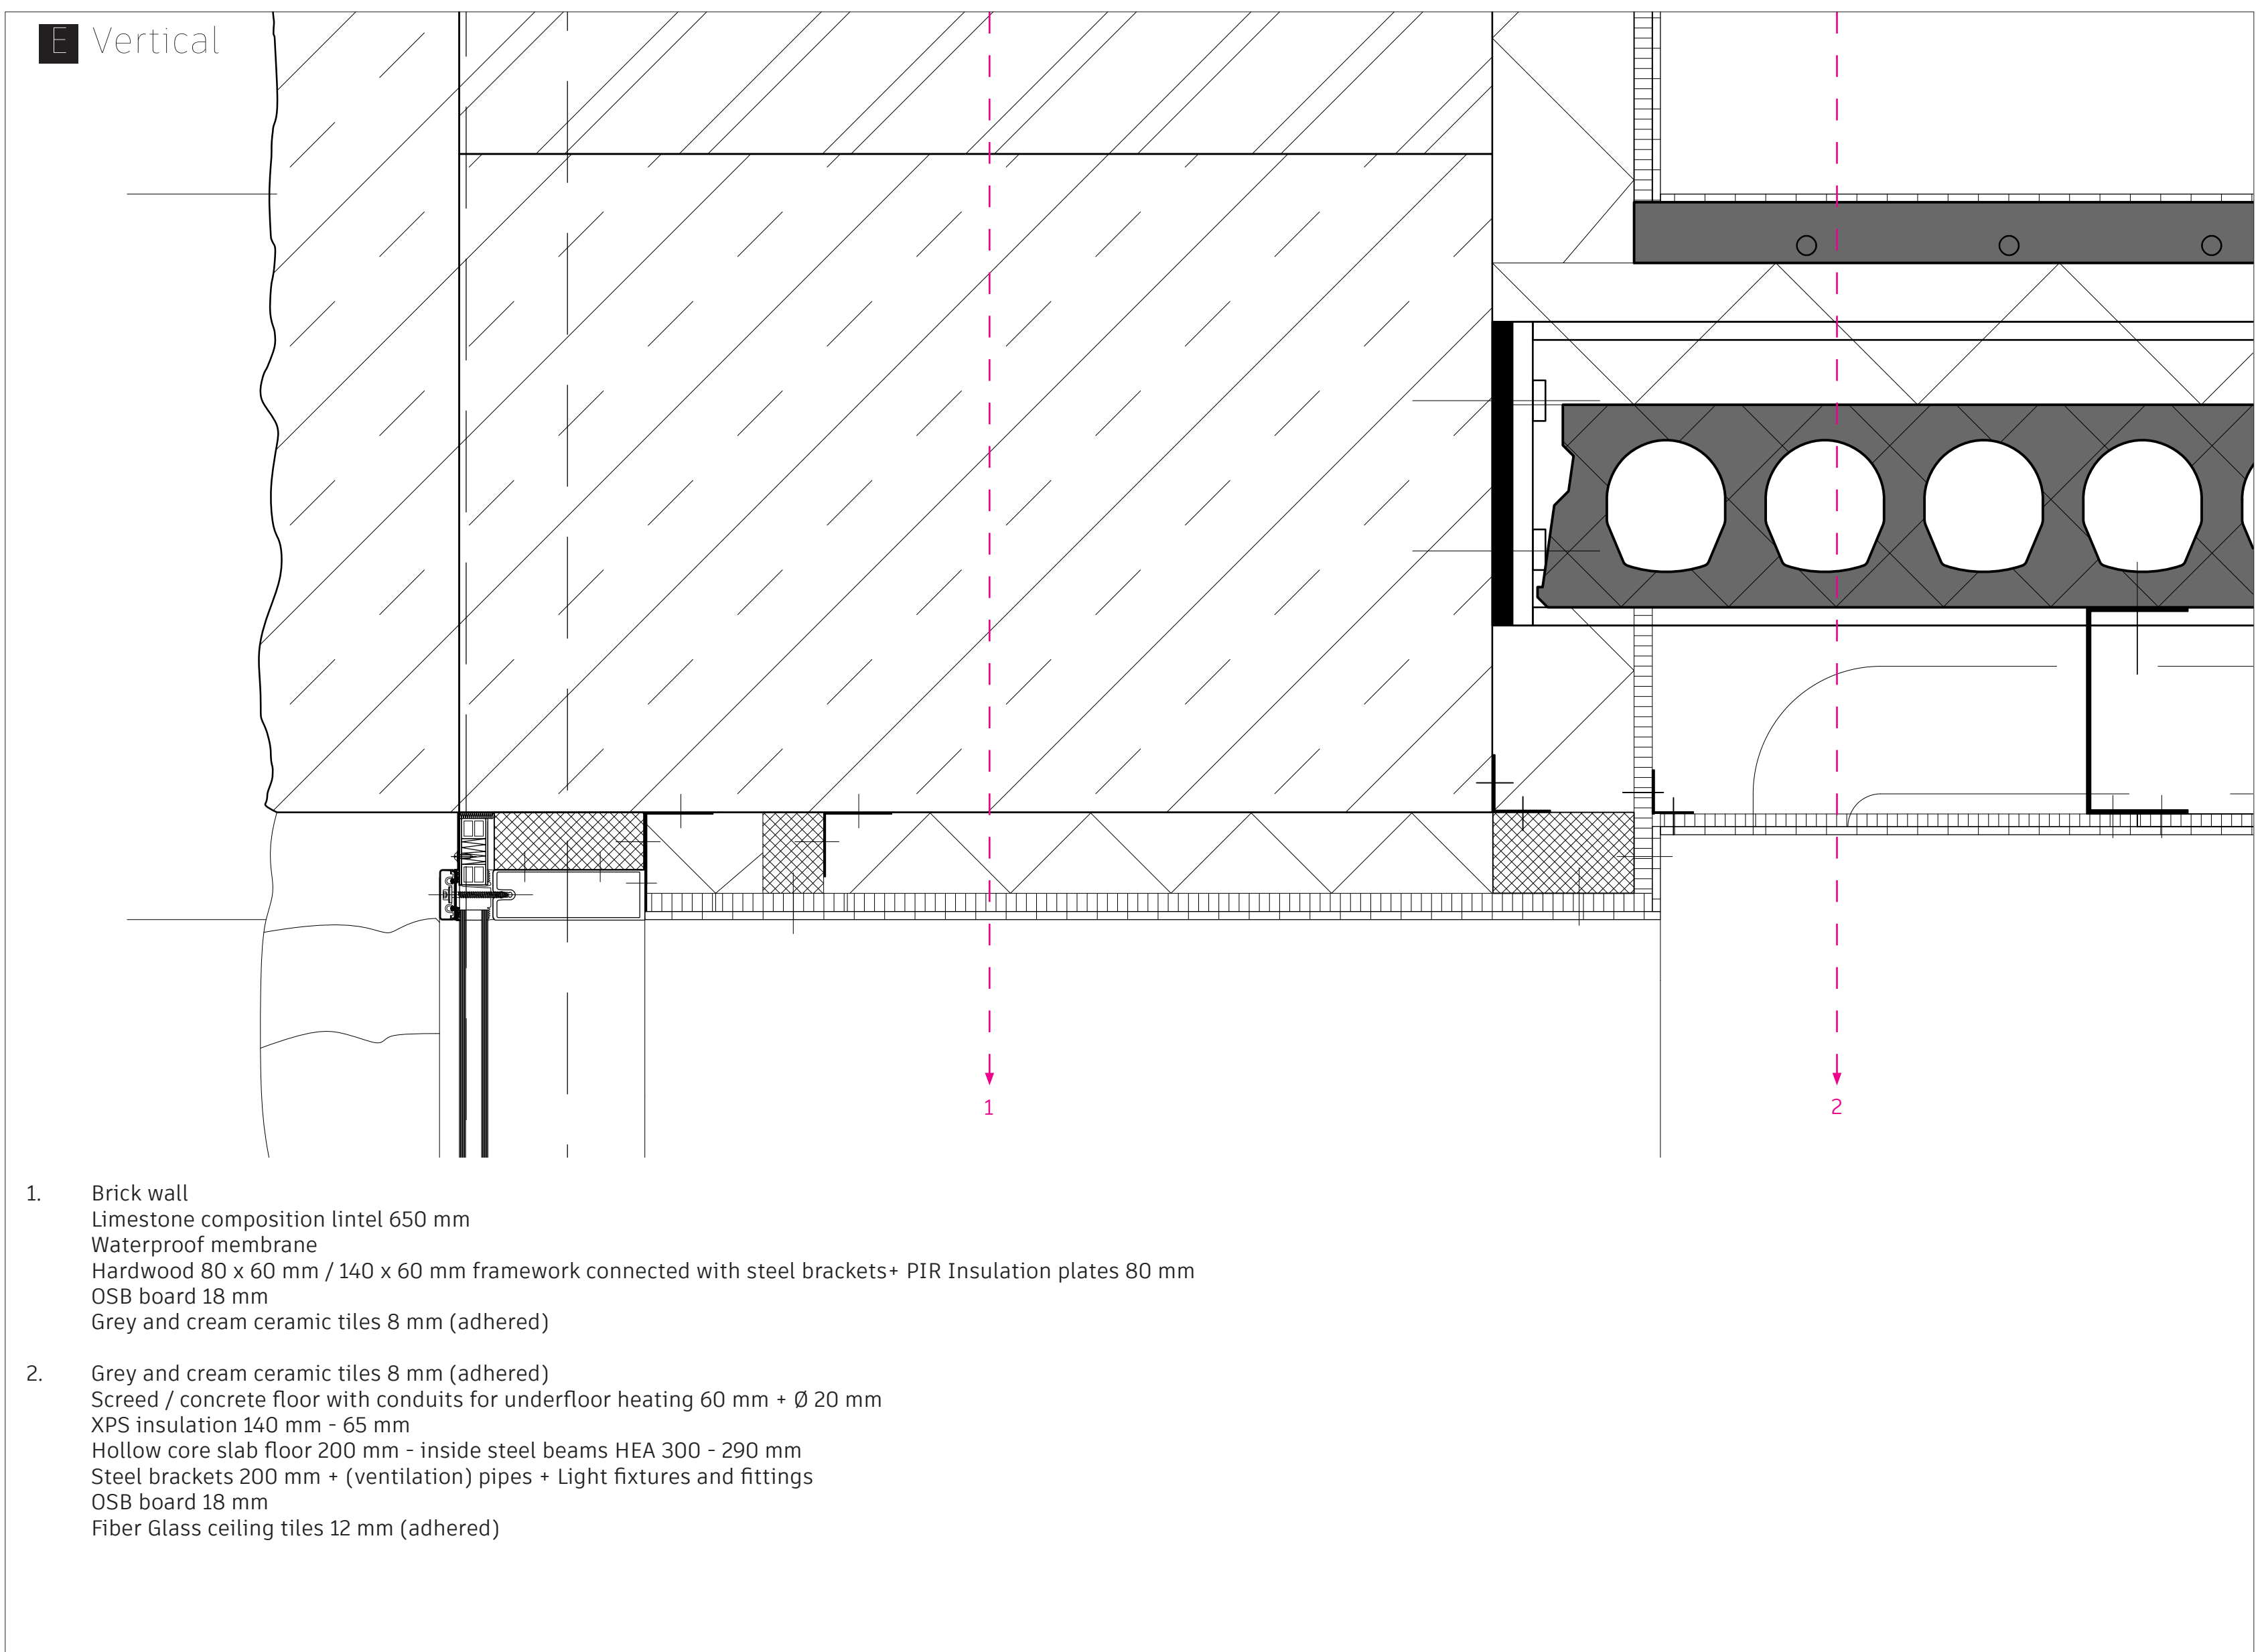 E Vertical
1
2
1. Brick wall
Limestone composition lintel 650 mm
Waterproof membrane
Hardwood 80 x 60 mm / 140 x 60 mm framework connected with steel brackets+ PIR Insulation plates 80 mm
OSB board 18 mm
Grey and cream ceramic tiles 8 mm (adhered)
2. Grey and cream ceramic tiles 8 mm (adhered)
Screed / concrete floor with conduits for underfloor heating 60 mm + Ø 20 mm
XPS insulation 140 mm - 65 mm
Hollow core slab floor 200 mm - inside steel beams HEA 300 - 290 mm
Steel brackets 200 mm + (ventilation) pipes + Light fixtures and fittings
OSB board 18 mm
Fiber Glass ceiling tiles 12 mm (adhered)